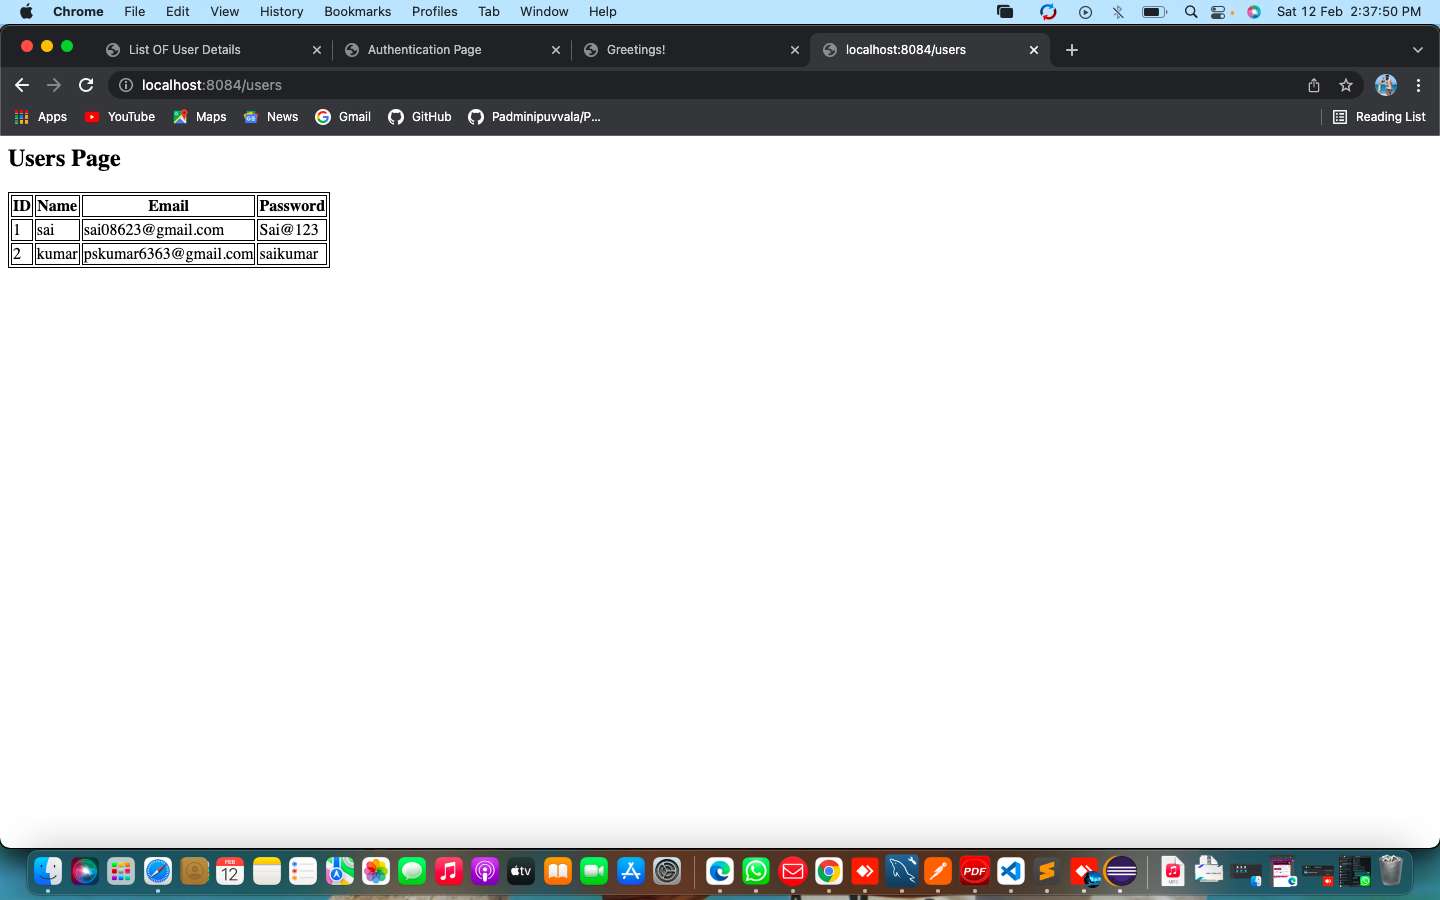 Chrome File Edit View History Bookmarks Profiles Tab Window Help Sat 12 Feb 2:37:50 PM
List OF User Details Authentication Page Greetings! localhost:8084/users
localhost:8084/users
Apps YouTube Maps News Gmail GitHub Padminipuvvala/P... Reading List
Users Page
ID Name Email Password
1 sai sai08623@gmail.com Sai@123
2 kumar pskumar6363@gmail.com saikumar
FEB
12
tv
PDF